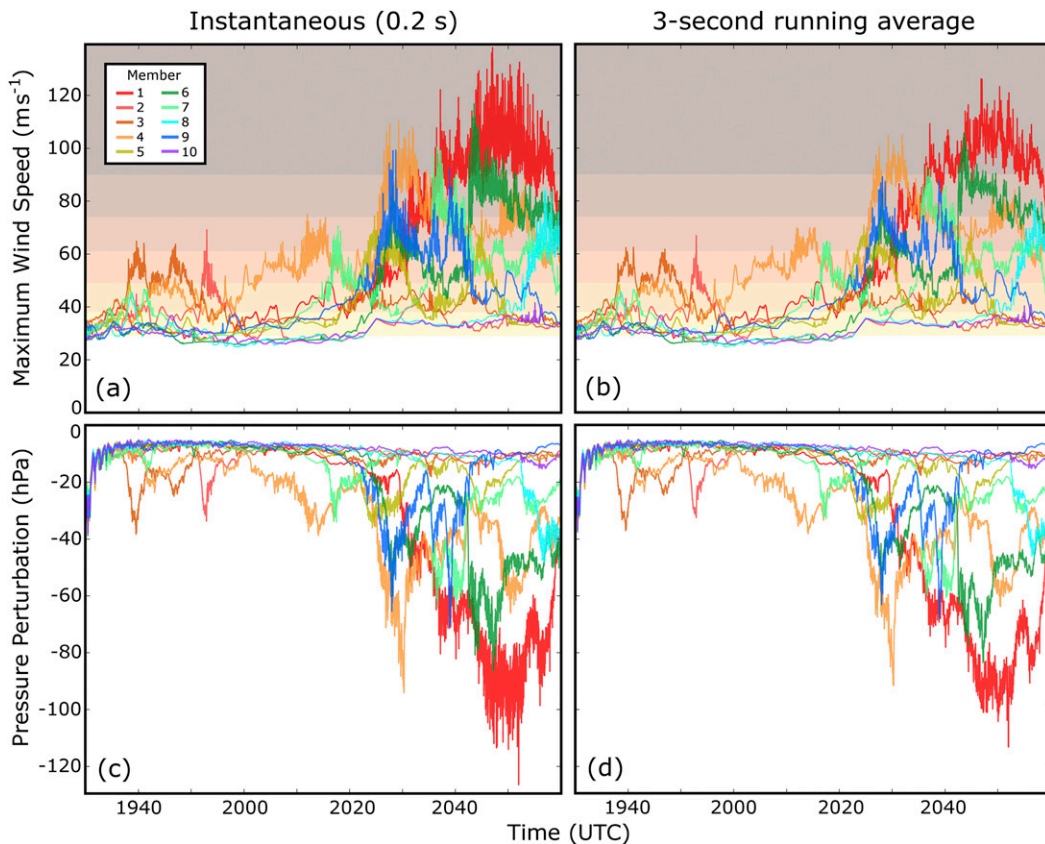 Instantaneous (0.2 s)
3-second running average
Maximum Wind Speed (ms⁻¹)
120
100
80
60
40
20
0
Member
1 6
2 7
3 8
4 9
5 10
(a)
(b)
Pressure Perturbation (hPa)
0
-20
-40
-60
-80
-100
-120
(c)
(d)
1940 2000 2020 2040
1940 2000 2020 2040
Time (UTC)